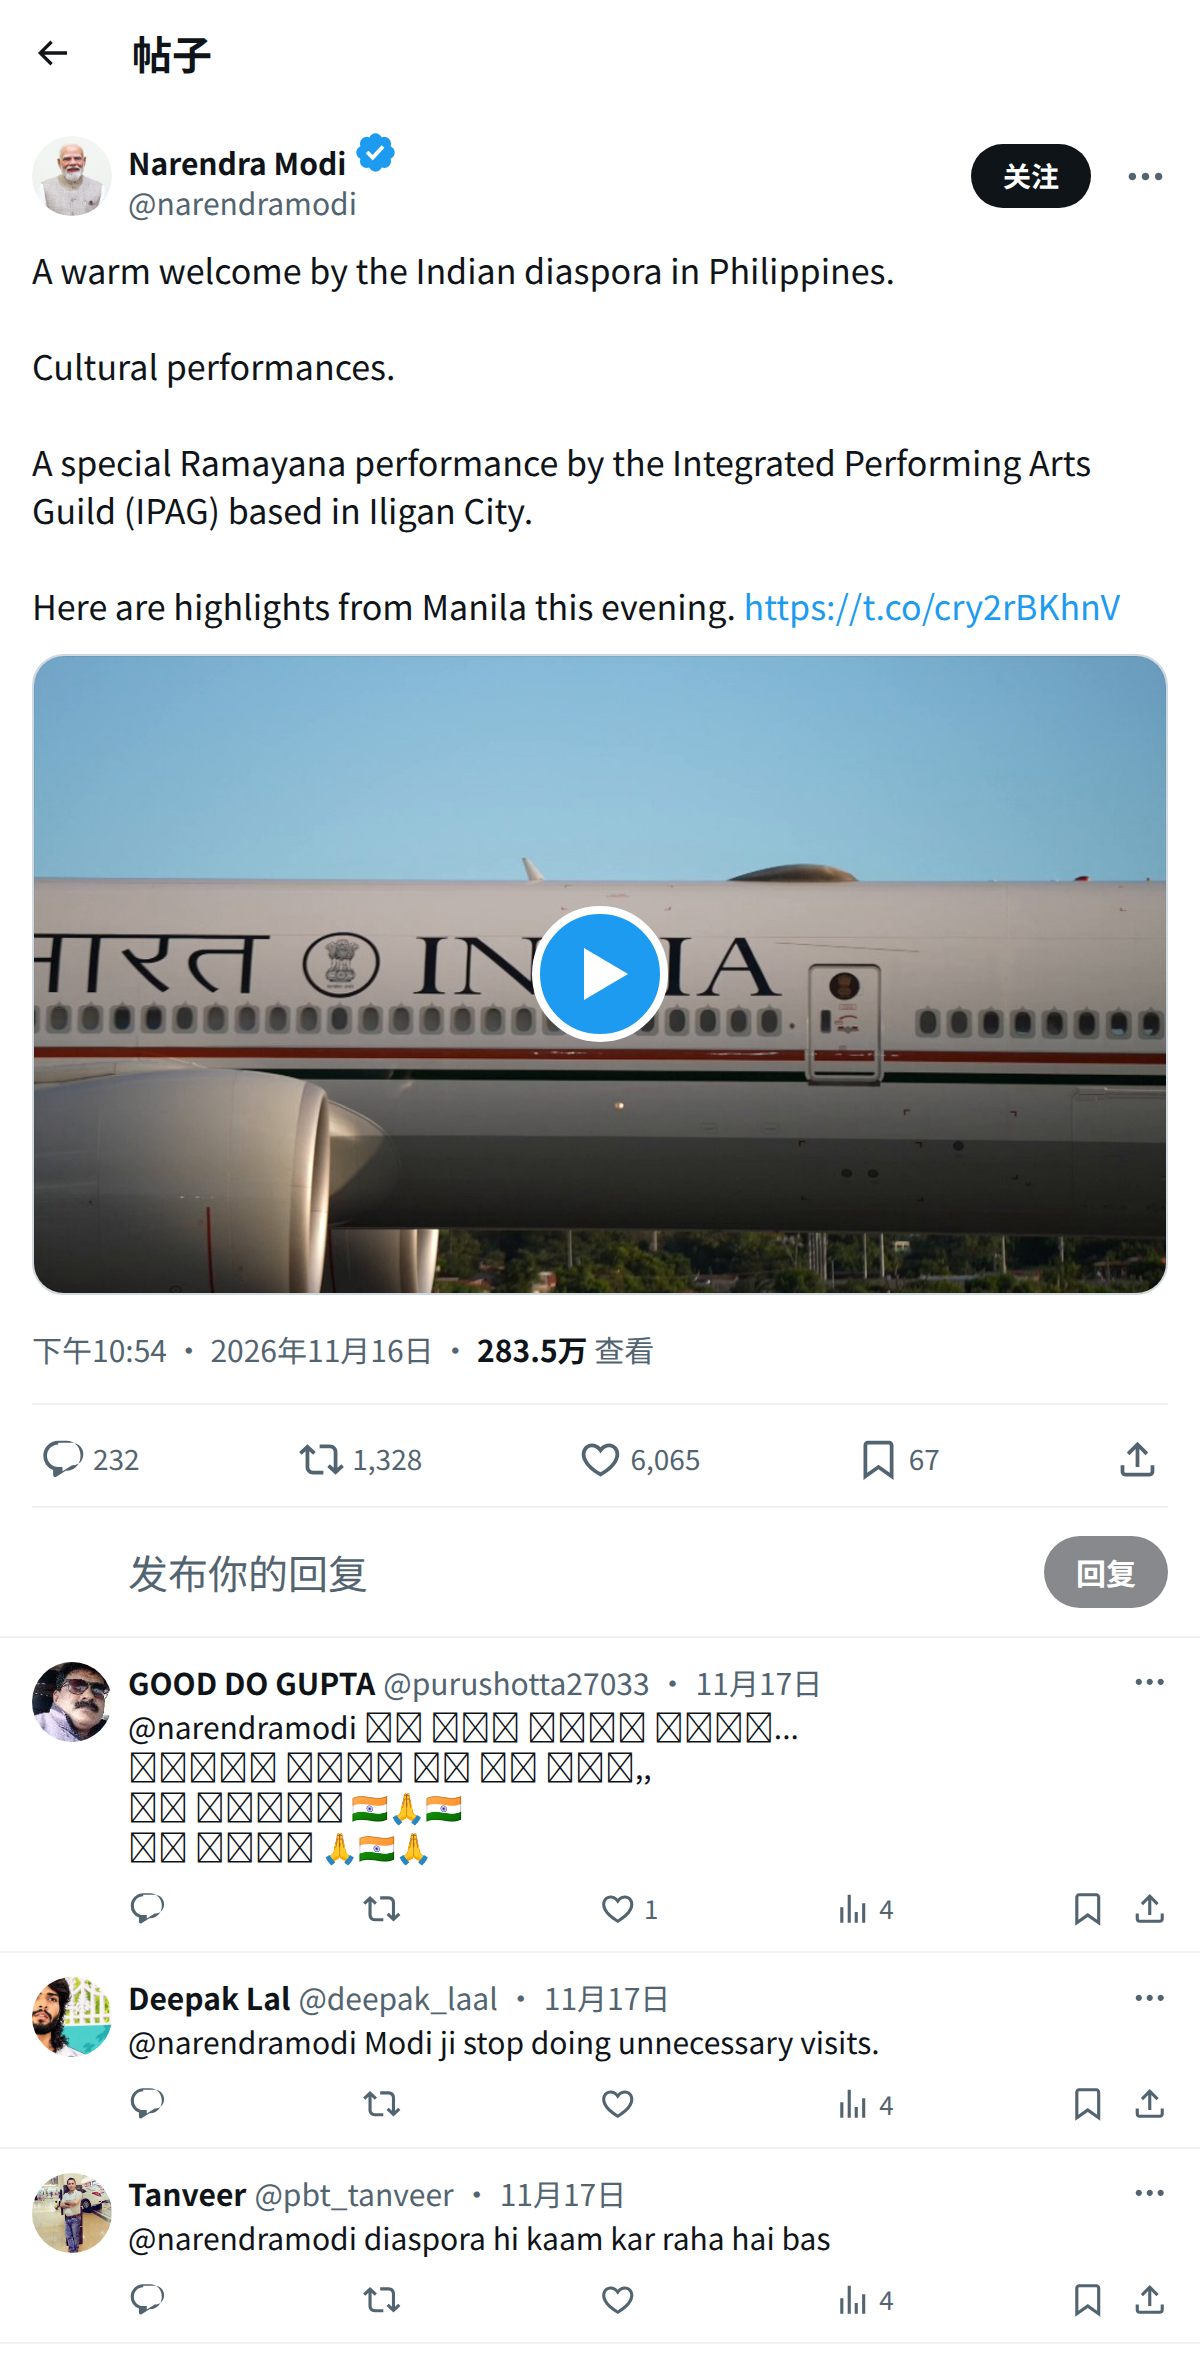 帖子
Narendra Modi
@narendramodi
关注
A warm welcome by the Indian diaspora in Philippines.
Cultural performances.
A special Ramayana performance by the Integrated Performing Arts
Guild (IPAG) based in Iligan City.
Here are highlights from Manila this evening. https://t.co/cry2rBKhnV
下午10:54 · 2026年11月16日 · 283.5万 查看
232 1,328 6,065 67
发布你的回复
回复
GOOD DO GUPTA @purushotta27033 · 11月17日
@narendramodi
🇮🇳🙏🇮🇳
🙏🇮🇳🙏
1 4
Deepak Lal @deepak_laal · 11月17日
@narendramodi Modi ji stop doing unnecessary visits.
4
Tanveer @pbt_tanveer · 11月17日
@narendramodi diaspora hi kaam kar raha hai bas
4